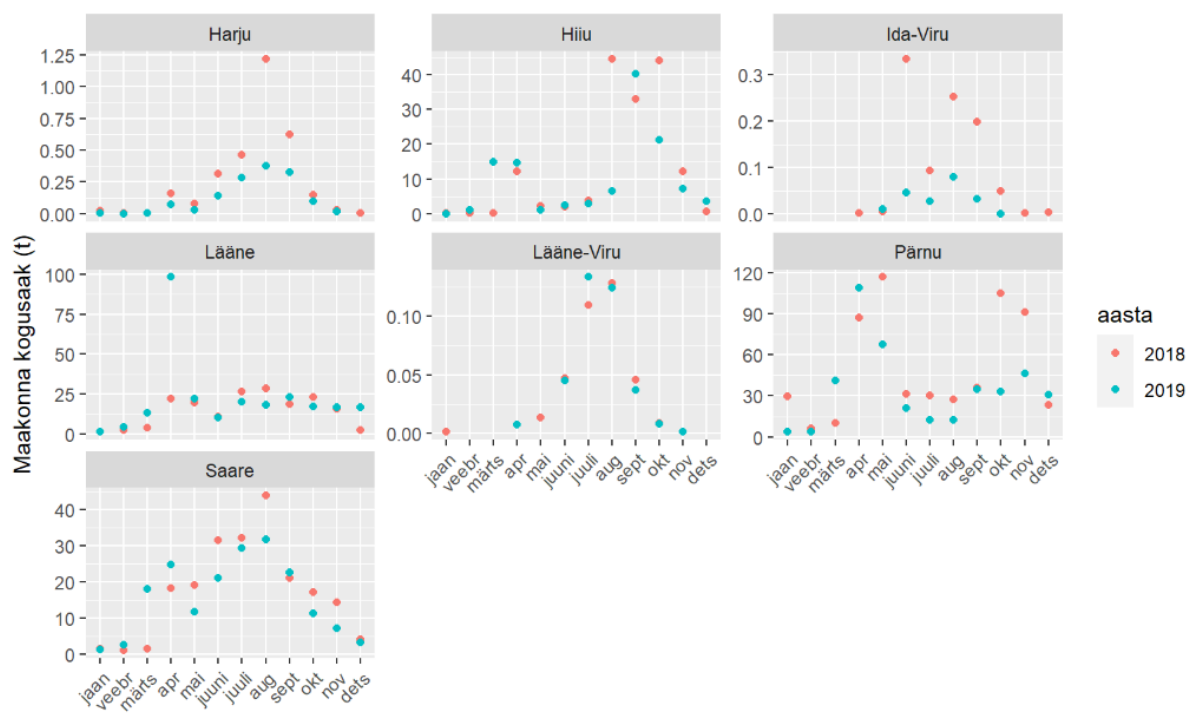 Maakonna kogusaak (t)
Harju
1.25
1.00
0.75
0.50
0.25
0.00
Hiiu
40
30
20
10
0
Ida-Viru
0.3
0.2
0.1
0.0
Lääne
100
75
50
25
0
Lääne-Viru
0.10
0.05
0.00
jaan veebr märts apr mai juuni juuli aug sept okt nov dets
Pärnu
120
90
60
30
0
jaan veebr märts apr mai juuni juuli aug sept okt nov dets
Saare
40
30
20
10
0
jaan veebr märts apr mai juuni juuli aug sept okt nov dets
aasta
2018
2019